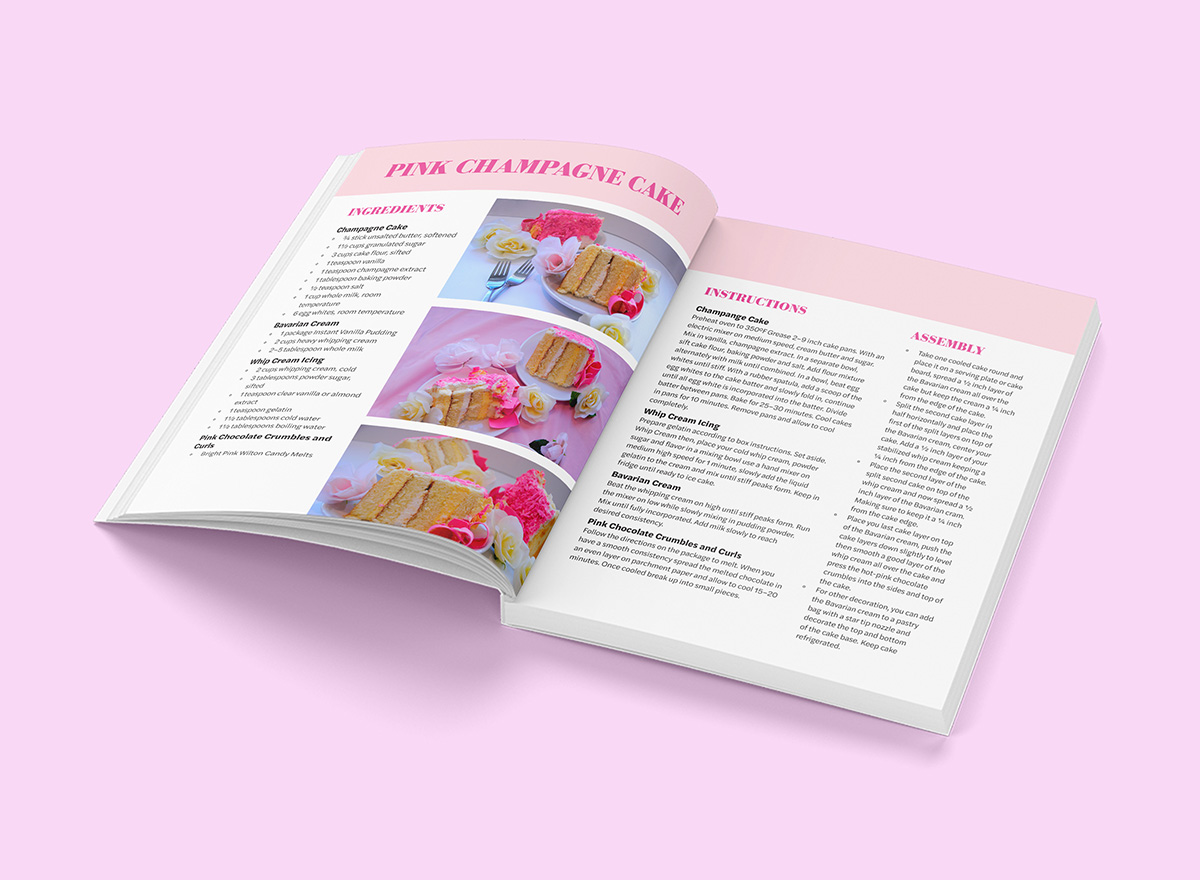 PINK CHAMPAGNE CAKE
INGREDIENTS
Champagne Cake
¾ stick unsalted butter, softened
1½ cups granulated sugar
3 cups cake flour, sifted
1 teaspoon vanilla
1 teaspoon champagne extract
1 tablespoon baking powder
½ teaspoon salt
1 cup whole milk, room
temperature
6 egg whites, room temperature
Bavarian Cream
1 package Instant Vanilla Pudding
2 cups heavy whipping cream
2-5 tablespoon whole milk
Whip Cream Icing
2 cups whipping cream, cold
3 tablespoons powder sugar,
sifted
1 teaspoon clear vanilla or almond
extract
1 teaspoon gelatin
1½ tablespoons cold water
1½ tablespoons boiling water
Pink Chocolate Crumbles and
Curls
Bright Pink Wilton Candy Melts
INSTRUCTIONS
Champange Cake
Preheat oven to 350ºF Grease 2-9 inch cake pans. With an
electric mixer on medium speed, cream butter and sugar.
Mix in vanilla, champagne extract. In a separate bowl,
sift cake flour, baking powder and salt. Add flour mixture
alternately with milk until combined. In a bowl, beat egg
whites until stiff. With a rubber spatula, add a scoop of the
egg whites to the cake batter and slowly fold in, continue
until all egg white is incorporated into the batter. Divide
batter between pans. Bake for 25-30 minutes. Cool cakes
in pans for 10 minutes. Remove pans and allow to cool
completely.
Whip Cream Icing
Prepare gelatin according to box instructions. Set aside.
Whip Cream then, place your cold whip cream, powder
sugar and flavor in a mixing bowl use a hand mixer on
medium high speed for 1 minute, slowly add the liquid
gelatin to the cream and mix until stiff peaks form. Keep in
fridge until ready to ice cake.
Bavarian Cream
Beat the whipping cream on high until stiff peaks form. Run
the mixer on low while slowly mixing in pudding powder.
Mix until fully incorporated. Add milk slowly to reach
desired consistency.
Pink Chocolate Crumbles and Curls
Follow the directions on the package to melt. When you
have a smooth consistency spread the melted chocolate in
an even layer on parchment paper and allow to cool 15-20
minutes. Once cooled break up into small pieces.
ASSEMBLY
Take one cooled cake round and
place it on a serving plate or cake
board, spread a ½ inch layer of
the Bavarian cream all over the
cake but keep the cream a ¼ inch
from the edge of the cake.
Split the second cake layer in
half horizontally and place the
first of the split layers on top of
the Bavarian cream, center your
cake. Add a ½ inch layer of your
stabilized whip cream keeping a
¼ inch from the edge of the cake.
Place the second layer of the
split second cake on top of the
whip cream and now spread a ½
inch layer of the Bavarian cram.
Making sure to keep it a ¼ inch
from the cake edge.
Place you last cake layer on top
of the Bavarian cream, push the
cake layers down slightly to level
then smooth a good layer of the
whip cream all over the cake and
press the hot-pink chocolate
crumbles into the sides and top of
the cake.
For other decoration, you can add
the Bavarian cream to a pastry
bag with a star tip nozzle and
decorate the top and bottom
of the cake base. Keep cake
refrigerated.